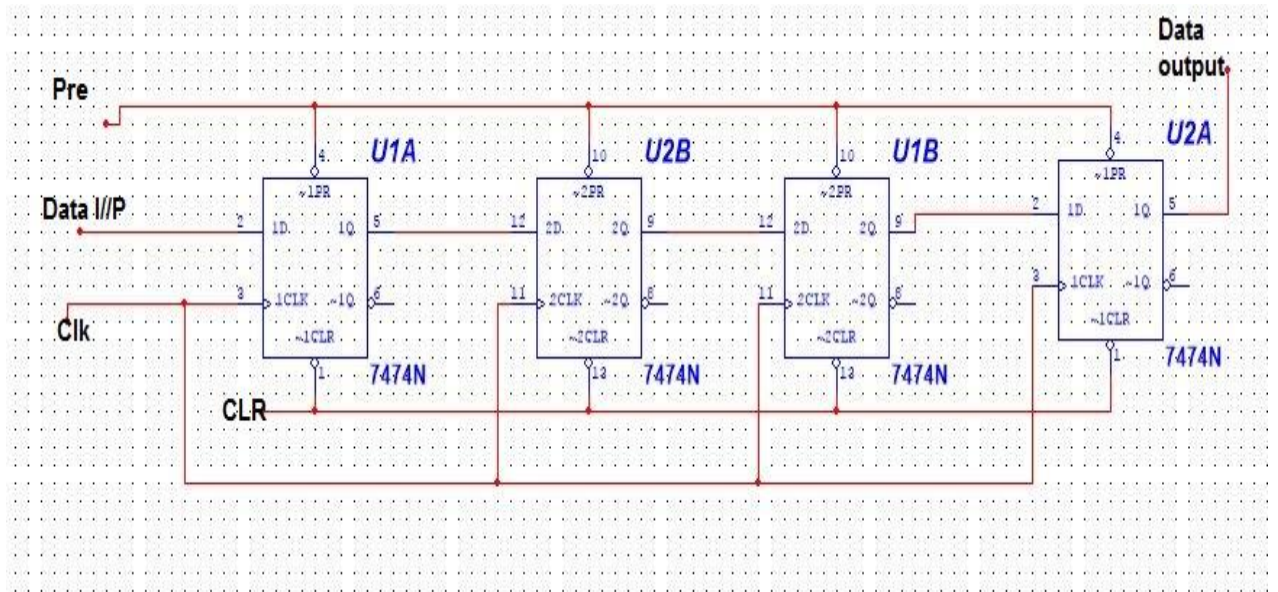 Data
output
Pre
Data I//P
Clk
CLR
U1A
4
~1PR
2
1D
1Q
5
3
1CLK
~1Q
6
~1CLR
1
7474N
U2B
10
~2PR
12
2D
2Q
9
11
2CLK
~2Q
8
~2CLR
13
7474N
U1B
10
~2PR
12
2D
2Q
9
11
2CLK
~2Q
8
~2CLR
13
7474N
U2A
4
~1PR
2
1D
1Q
5
3
1CLK
~1Q
6
~1CLR
1
7474N